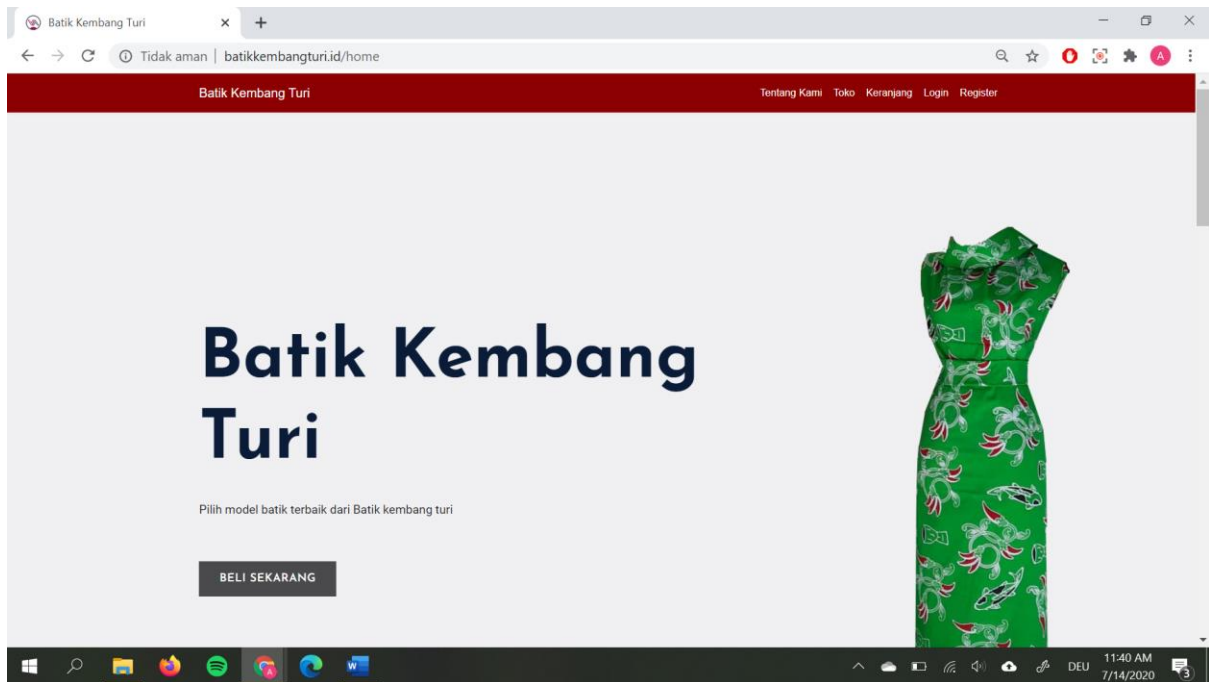 Batik Kembang Turi
Tidak aman | batikkembangturi.id/home
A
Batik Kembang Turi
Tentang Kami Toko Keranjang Login Register
Batik Kembang
Turi
Pilih model batik terbaik dari Batik kembang turi
BELI SEKARANG
DEU
11:40 AM
7/14/2020
3